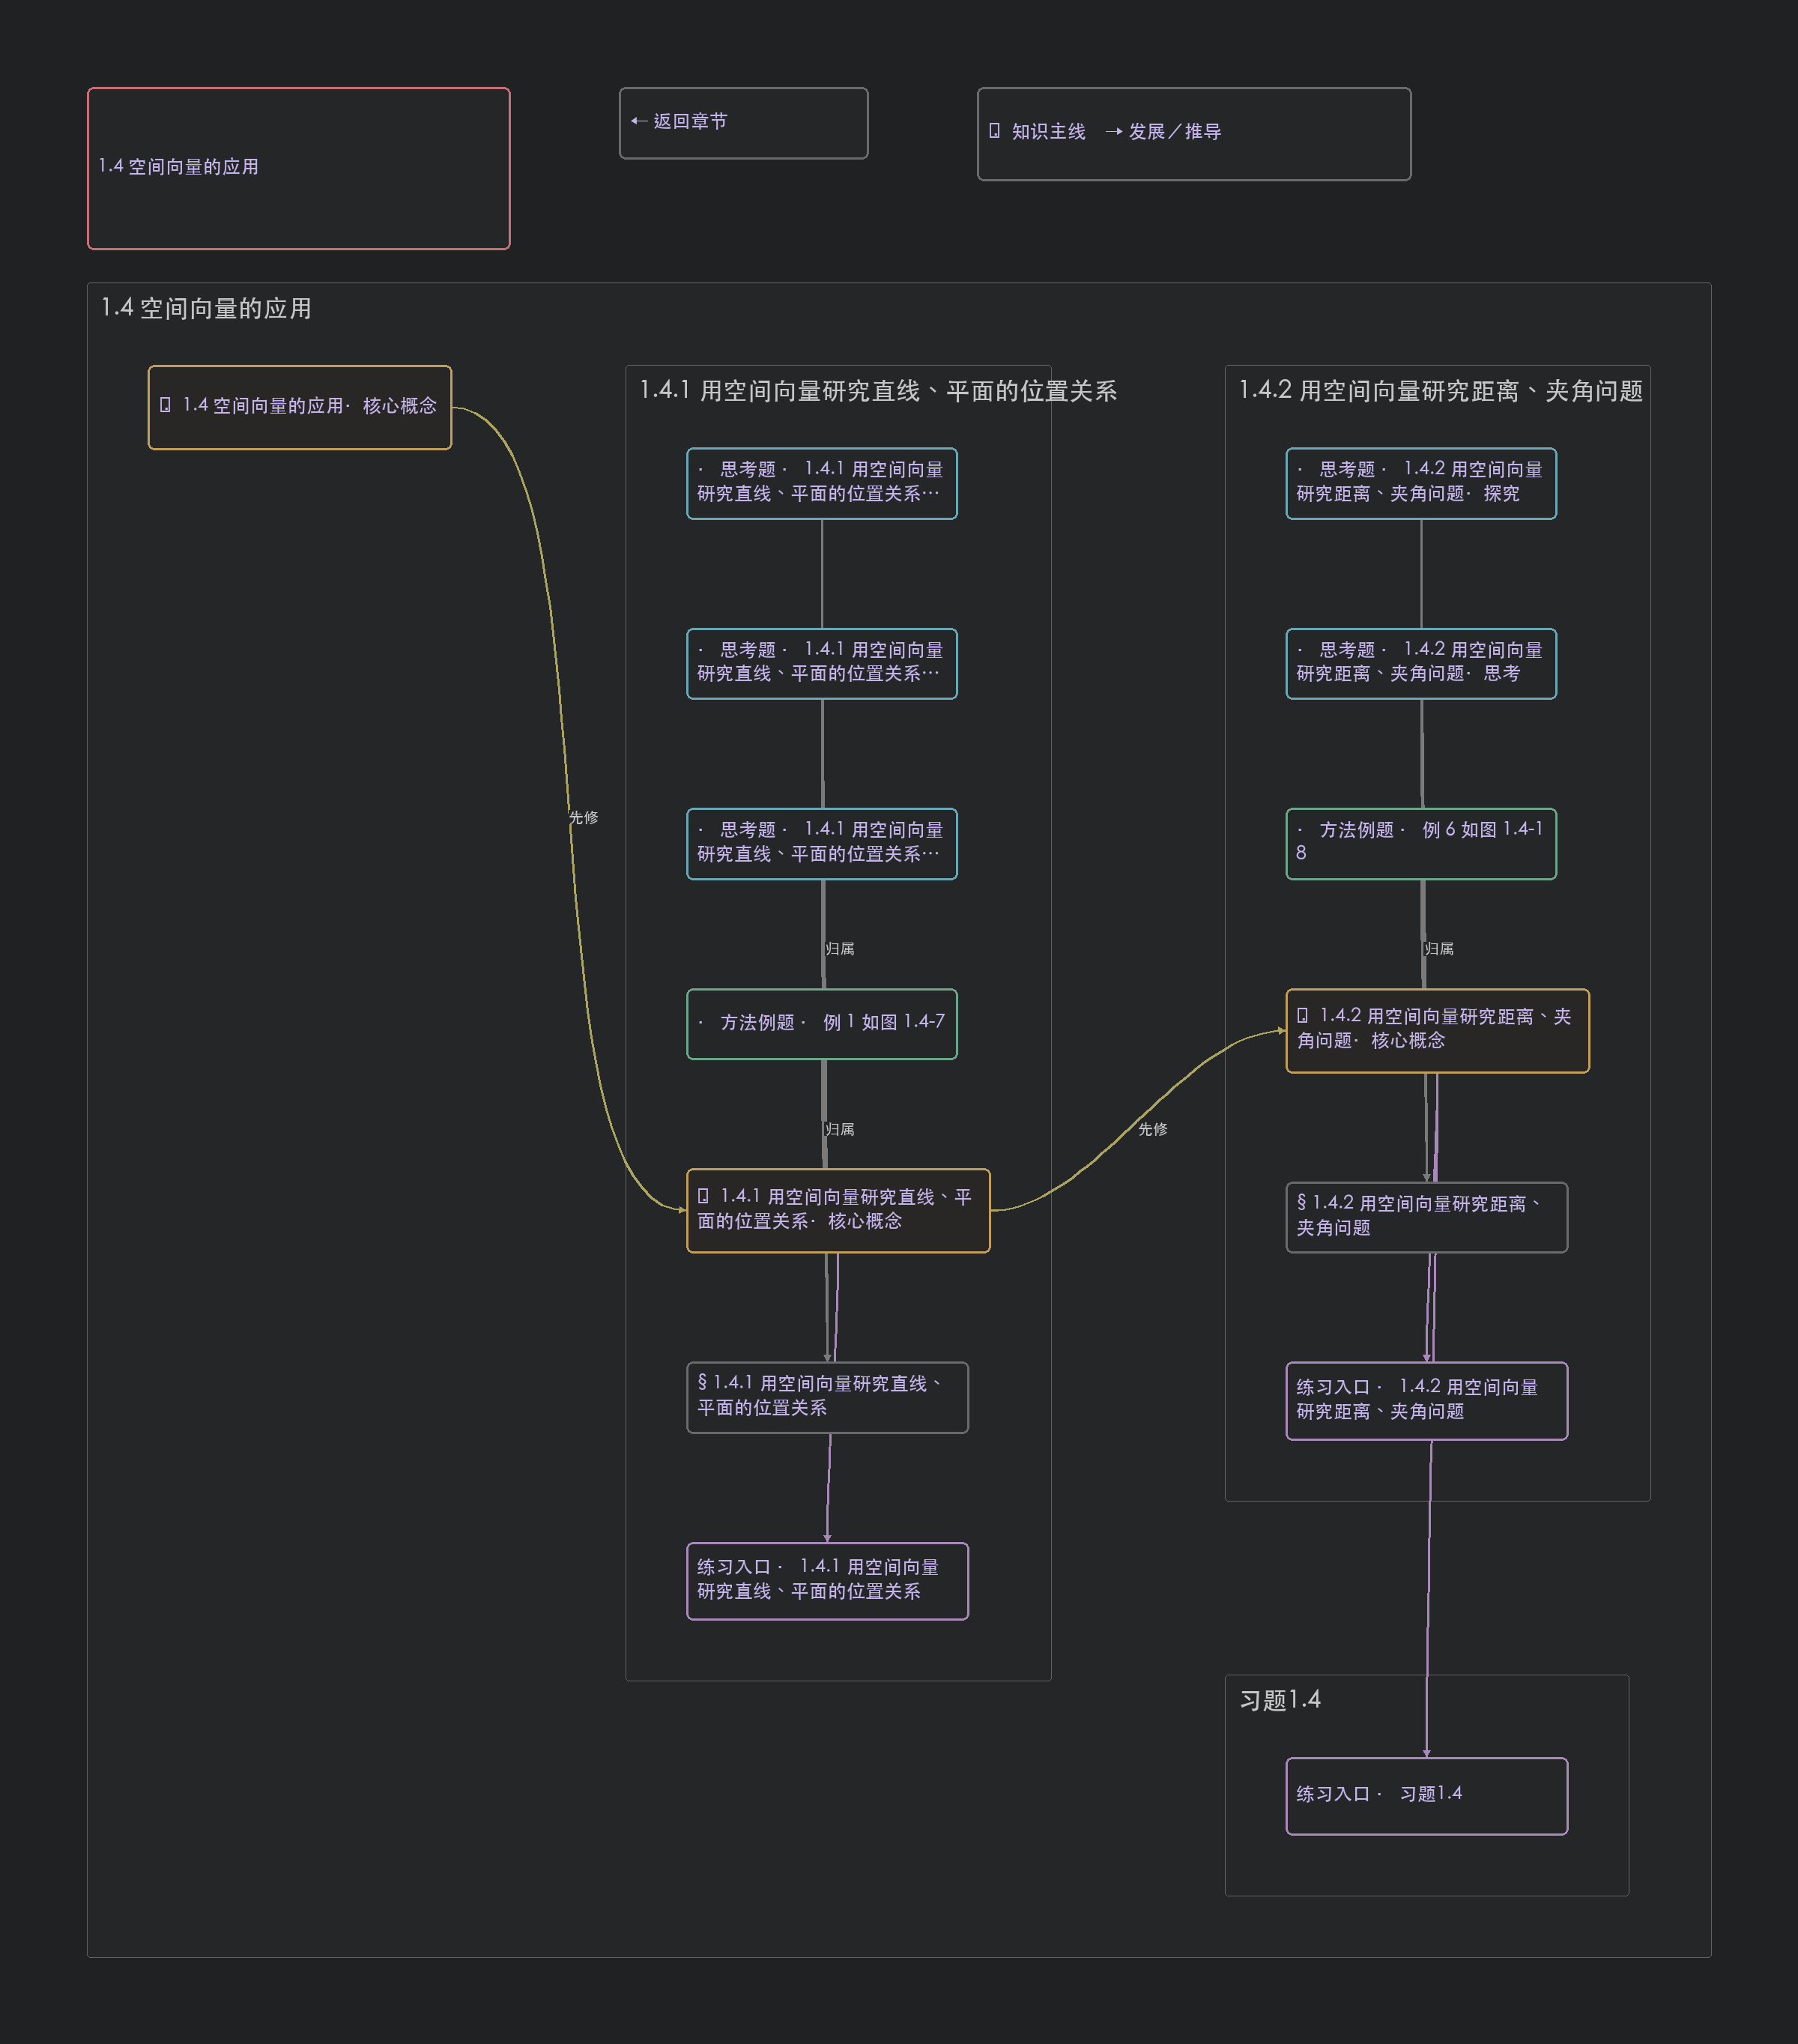 1.4 空间向量的应用
← 返回章节
知识主线 → 发展／推导
1.4 空间向量的应用
1.4 空间向量的应用· 核心概念
先修
1.4.1 用空间向量研究直线、平面的位置关系
· 思考题 · 1.4.1 用空间向量
研究直线、平面的位置关系…
· 思考题 · 1.4.1 用空间向量
研究直线、平面的位置关系…
· 思考题 · 1.4.1 用空间向量
研究直线、平面的位置关系…
归属
· 方法例题 · 例 1 如图 1.4-7
归属
1.4.1 用空间向量研究直线、平
面的位置关系· 核心概念
§ 1.4.1 用空间向量研究直线、
平面的位置关系
练习入口 · 1.4.1 用空间向量
研究直线、平面的位置关系
先修
1.4.2 用空间向量研究距离、夹角问题
· 思考题 · 1.4.2 用空间向量
研究距离、夹角问题· 探究
· 思考题 · 1.4.2 用空间向量
研究距离、夹角问题· 思考
· 方法例题 · 例 6 如图 1.4-1
8
归属
1.4.2 用空间向量研究距离、夹
角问题· 核心概念
§ 1.4.2 用空间向量研究距离、
夹角问题
练习入口 · 1.4.2 用空间向量
研究距离、夹角问题
习题1.4
练习入口 · 习题1.4